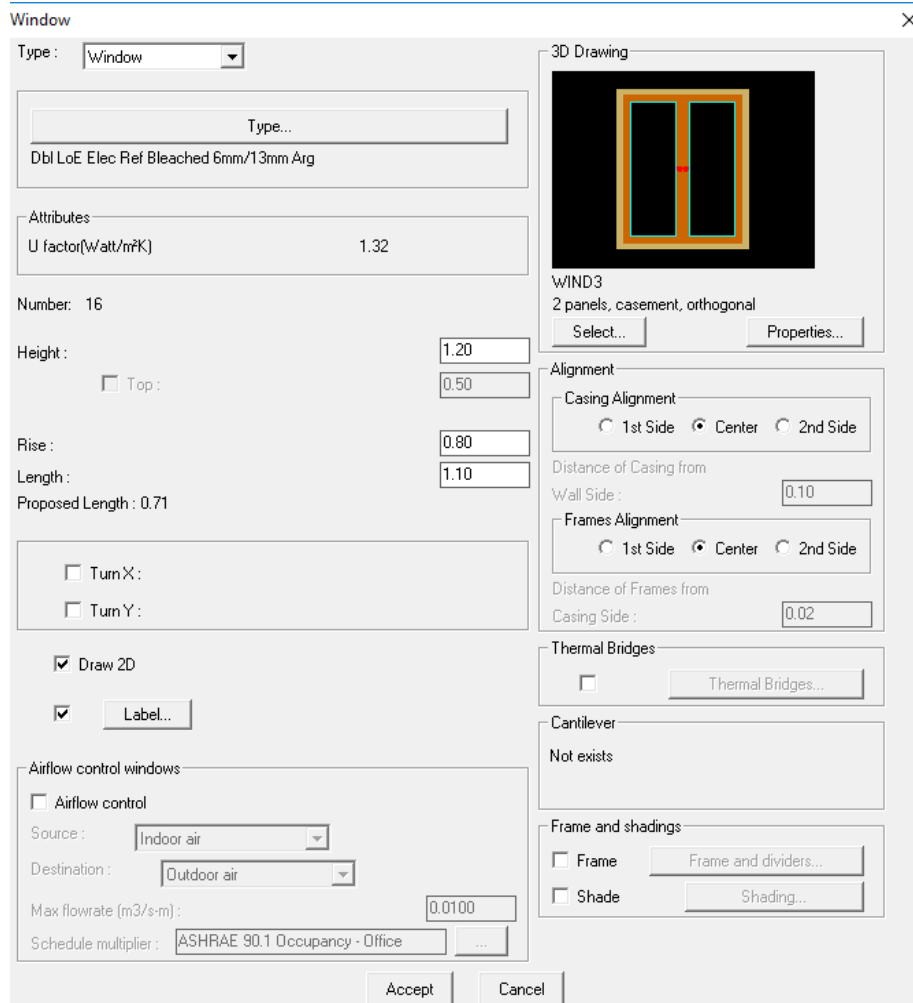 Window
Type :
Window
Type...
Dbl LoE Elec Ref Bleached 6mm/13mm Arg
Attributes
U factor(Watt/m²K) 1.32
Number: 16
Height : 1.20
Top : 0.50
Rise : 0.80
Length : 1.10
Proposed Length : 0.71
Turn X :
Turn Y :
Draw 2D
Label...
Airflow control windows
Airflow control
Source : Indoor air
Destination : Outdoor air
Max flowrate (m3/s-m) : 0.0100
Schedule multiplier : ASHRAE 90.1 Occupancy - Office ...
3D Drawing
WIND3
2 panels, casement, orthogonal
Select... Properties...
Alignment
Casing Alignment
1st Side Center 2nd Side
Distance of Casing from
Wall Side : 0.10
Frames Alignment
1st Side Center 2nd Side
Distance of Frames from
Casing Side : 0.02
Thermal Bridges
Thermal Bridges...
Cantilever
Not exists
Frame and shadings
Frame Frame and dividers...
Shade Shading...
Accept Cancel